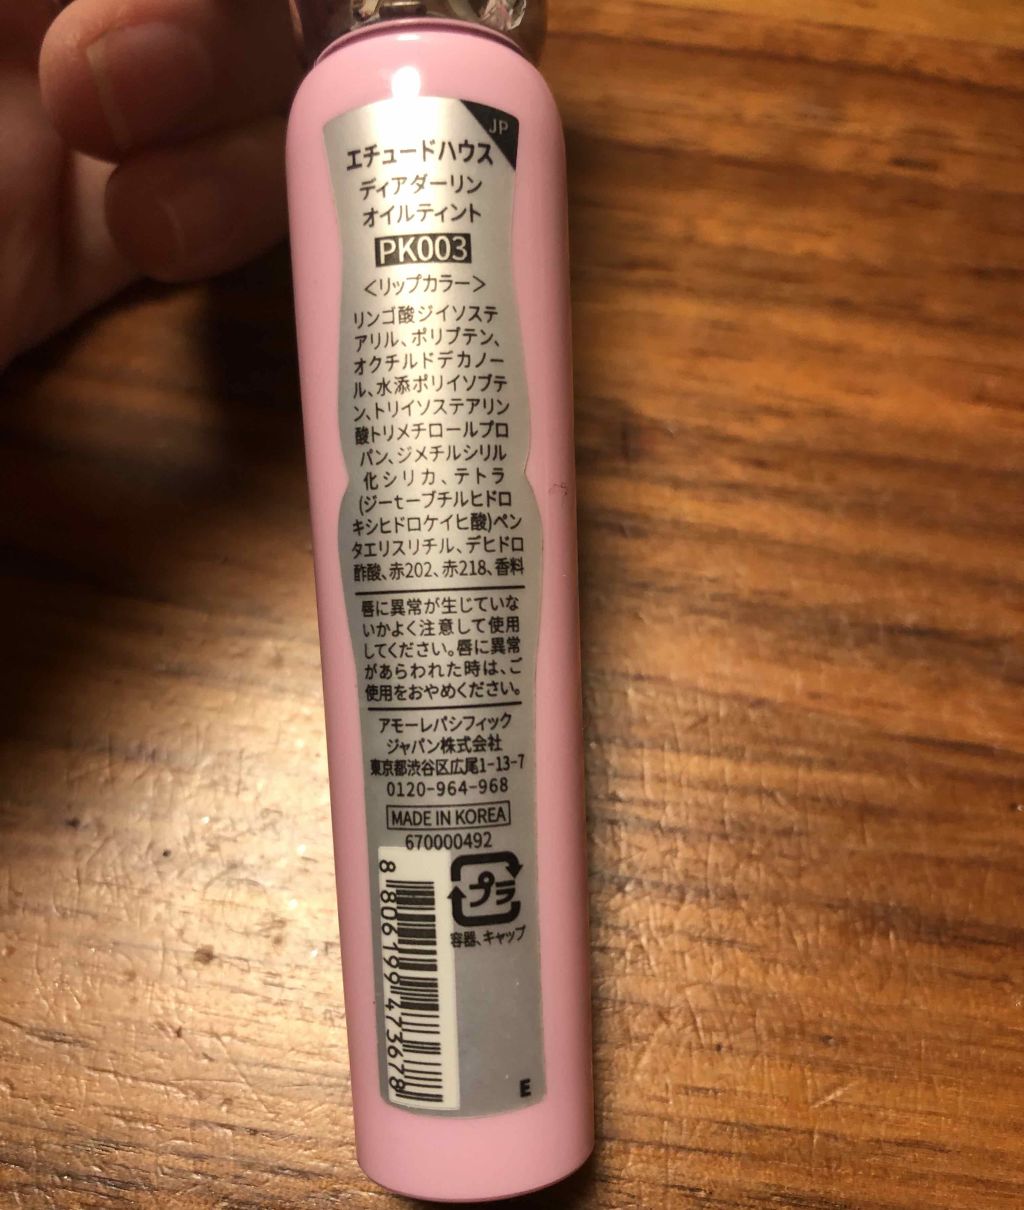 JP
エチュードハウス
ディアダーリン
オイルティント
PK003
＜リップカラー＞
リンゴ酸ジイソステ
アリル、ポリブテン、
オクチルドデカノー
ル、水添ポリイソブテ
ン、トリイソステアリン
酸トリメチロールプロ
パン、ジメチルシリル
化シリカ、テトラ
(ジーtーブチルヒドロ
キシヒドロケイヒ酸)ペン
タエリスリチル、デヒドロ
酢酸、赤202、赤218、香料
唇に異常が生じていな
いかよく注意して使用
してください。唇に異常
があらわれた時は、ご
使用をおやめください。
アモーレパシフィック
ジャパン株式会社
東京都渋谷区広尾1-13-7
0120-964-968
MADE IN KOREA
670000492
プラ
容器、キャップ
8 806199 473678
E